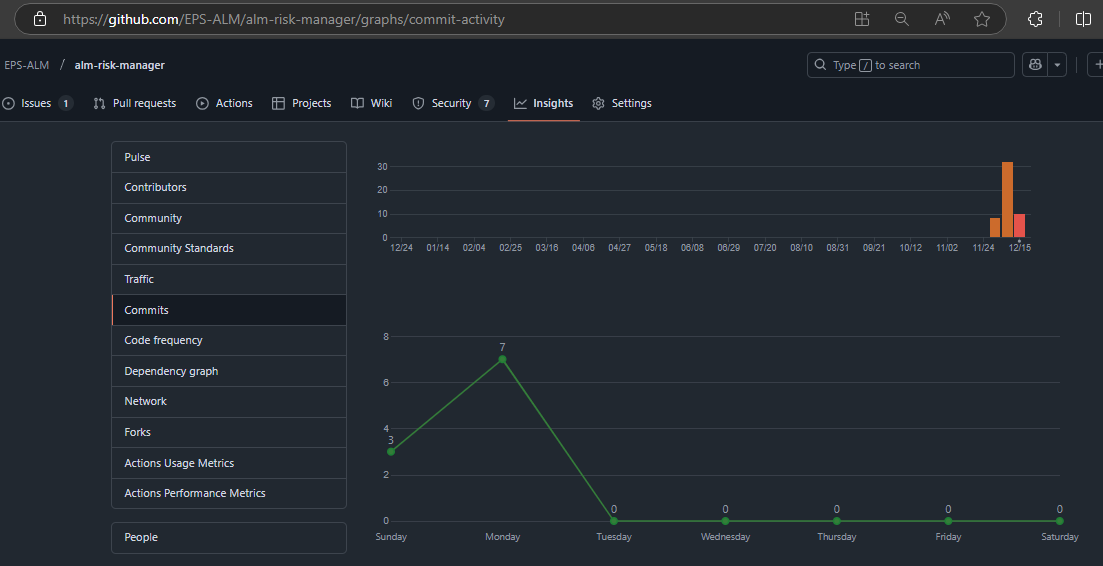 https://github.com/EPS-ALM/alm-risk-manager/graphs/commit-activity
EPS-ALM / alm-risk-manager
Type / to search
Issues 1 Pull requests Actions Projects Wiki Security 7 Insights Settings
Pulse
Contributors
Community
Community Standards
Traffic
Commits
Code frequency
Dependency graph
Network
Forks
Actions Usage Metrics
Actions Performance Metrics
People
30
20
10
0
12/24 01/14 02/04 02/25 03/16 04/06 04/27 05/18 06/08 06/29 07/20 08/10 08/31 09/21 10/12 11/02 11/24 12/15
8
6
4
2
0
3 7 0 0 0 0 0
Sunday Monday Tuesday Wednesday Thursday Friday Saturday